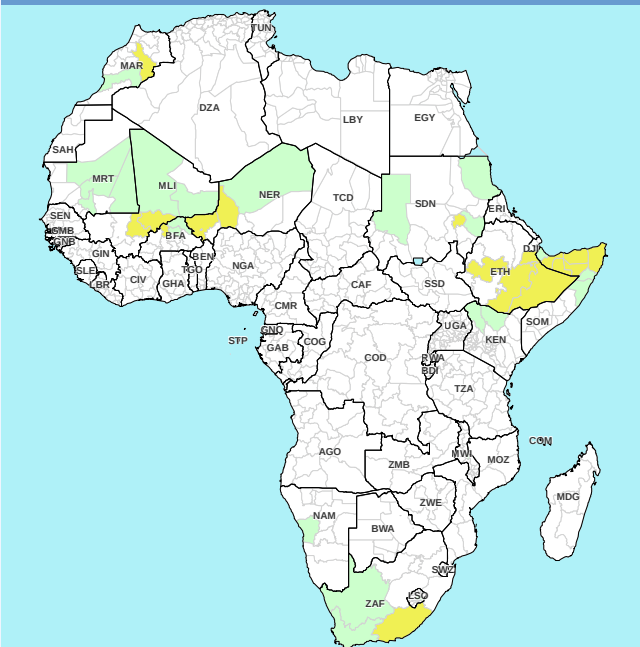 TUN
MAR
DZA
LBY
EGY
SAH
MRT
MLI
NER
TCD
SDN
ERI
SEN
GMB
GNB
BFA
DJI
GIN
BEN
NGA
ETH
SLE
TGO
LBR
CIV
GHA
CAF
SSD
CMR
SOM
GNQ
UGA
STP
GAB
COG
KEN
COD
RWA
BDI
TZA
COM
AGO
MWI
MOZ
ZMB
MDG
ZWE
NAM
BWA
SWZ
LSO
ZAF